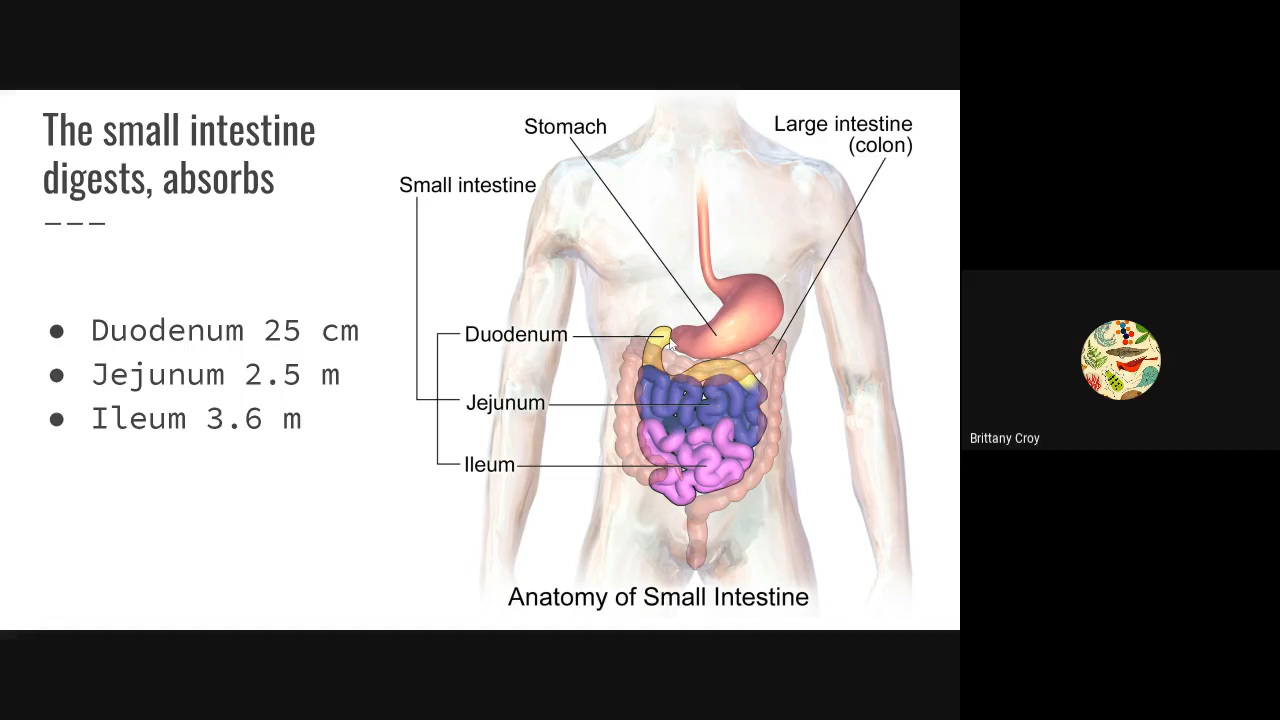 The small intestine
digests, absorbs
● Duodenum 25 cm
● Jejunum 2.5 m
● Ileum 3.6 m
Stomach
Large intestine
(colon)
Small intestine
Duodenum
Jejunum
Ileum
Anatomy of Small Intestine
Brittany Croy